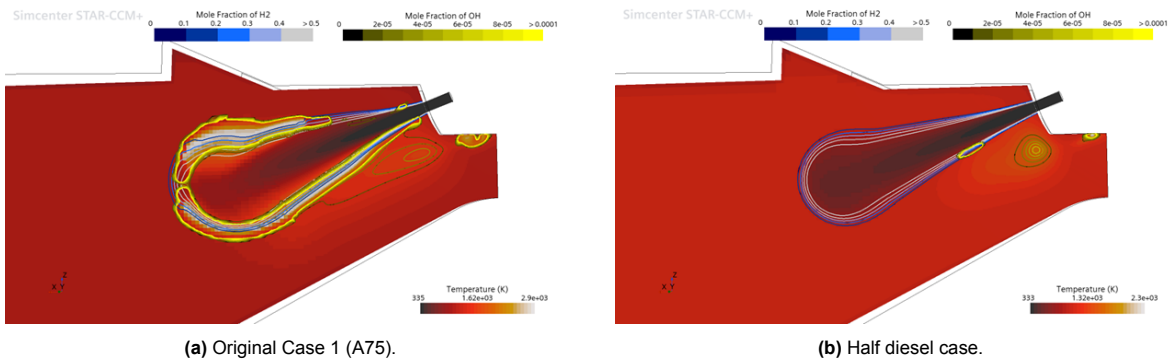 Simcenter STAR-CCM+
Mole Fraction of H2
0 0.1 0.2 0.3 0.4 > 0.5
Mole Fraction of OH
0 2e-05 4e-05 6e-05 8e-05 > 0.0001
Z
X Y
Temperature (K)
335 1.62e+03 2.9e+03
(a) Original Case 1 (A75).
Simcenter STAR-CCM+
Mole Fraction of H2
0 0.1 0.2 0.3 0.4 > 0.5
Mole Fraction of OH
0 2e-05 4e-05 6e-05 8e-05 > 0.0001
Z
X Y
Temperature (K)
333 1.32e+03 2.3e+03
(b) Half diesel case.